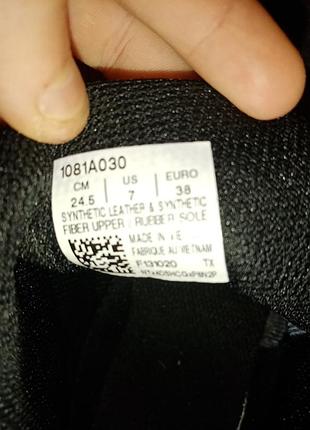 1081A030
CM | US | EURO
24.5 | 7 | 38
SYNTHETIC LEATHER & SYNTHETIC
FIBER UPPER / RUBBER SOLE
MADE IN
FABRIQUE AU VIETNAM
F131020 TX